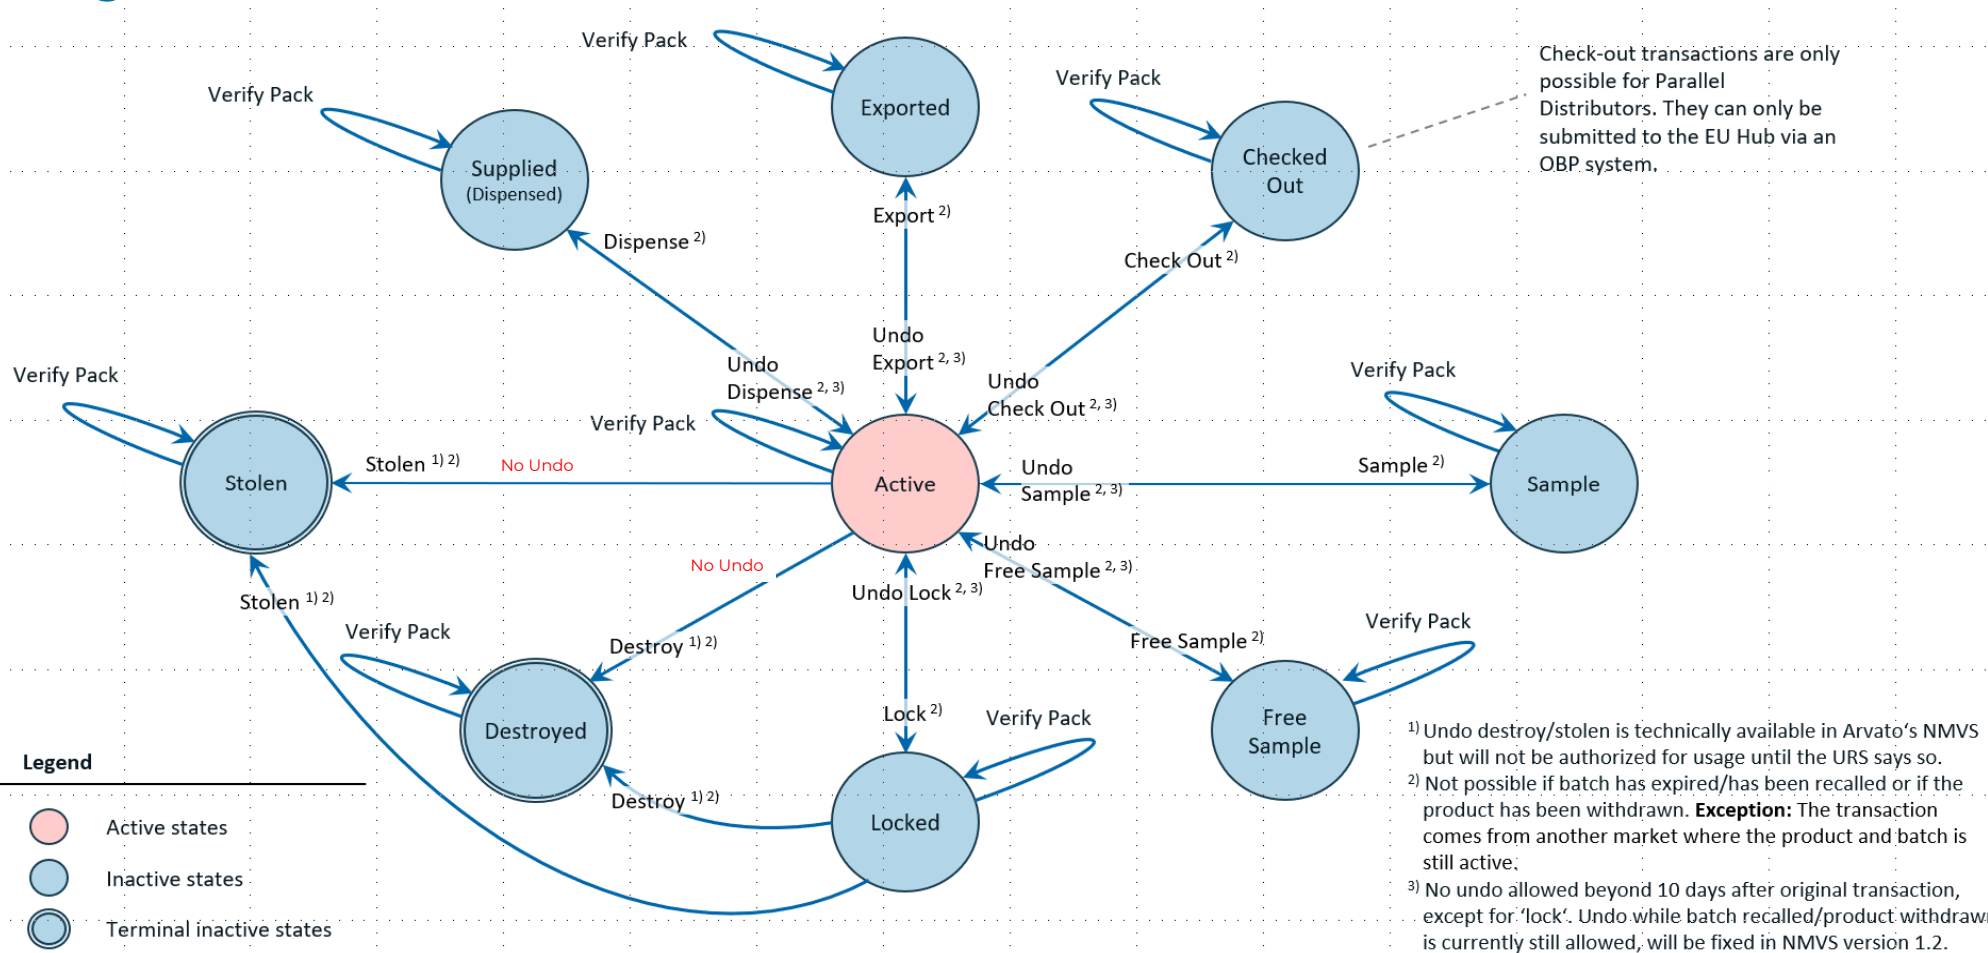 Verify Pack
Exported
Check-out transactions are only
possible for Parallel
Distributors. They can only be
submitted to the EU Hub via an
OBP system.
Verify Pack
Checked
Out
Verify Pack
Supplied
(Dispensed)
Export 2)
Dispense 2)
Check Out 2)
Undo
Export 2, 3)
Undo
Dispense 2, 3)
Undo
Check Out 2, 3)
Verify Pack
Verify Pack
Verify Pack
Stolen 1) 2)
No Undo
Stolen
Active
Undo
Sample 2, 3)
Sample 2)
Sample
No Undo
Undo
Free Sample 2, 3)
Undo Lock 2, 3)
Stolen 1) 2)
Verify Pack
Destroy 1) 2)
Free Sample 2)
Verify Pack
Destroyed
Lock 2)
Verify Pack
Free
Sample
Destroy 1) 2)
Locked
Legend
Active states
Inactive states
Terminal inactive states
1) Undo destroy/stolen is technically available in Arvato‘s NMVS
but will not be authorized for usage until the URS says so.
2) Not possible if batch has expired/has been recalled or if the
product has been withdrawn. Exception: The transaction
comes from another market where the product and batch is
still active.
3) No undo allowed beyond 10 days after original transaction,
except for ‘lock‘. Undo while batch recalled/product withdrawn
is currently still allowed, will be fixed in NMVS version 1.2.